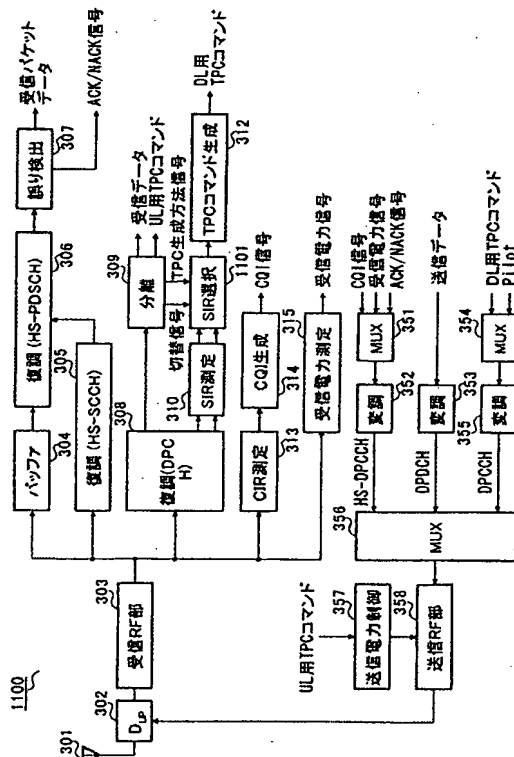 1100
301
302
DUP
303
受信RF部
304
バッファ
305
復調(HS-SCCH)
306
復調(HS-PDSCH)
307
誤り検出
受信パケット
データ
ACK/NACK信号
308
復調(DPC
H)
309
分離
受信データ
UL用TPCコマンド
TPC生成方法信号
切替信号
310
SIR測定
1101
SIR選択
312
TPCコマンド生成
DL用
TPCコマンド
313
CIR測定
314
CQI生成
CQI信号
315
受信電力測定
受信電力信号
CQI信号
受信電力信号
ACK/NACK信号
351
MUX
352
変調
HS-DPCCH
送信データ
353
変調
DPDCH
DL用TPCコマンド
Pilot
354
MUX
355
変調
DPCCH
356
MUX
UL用TPCコマンド
357
送信電力制御
358
送信RF部